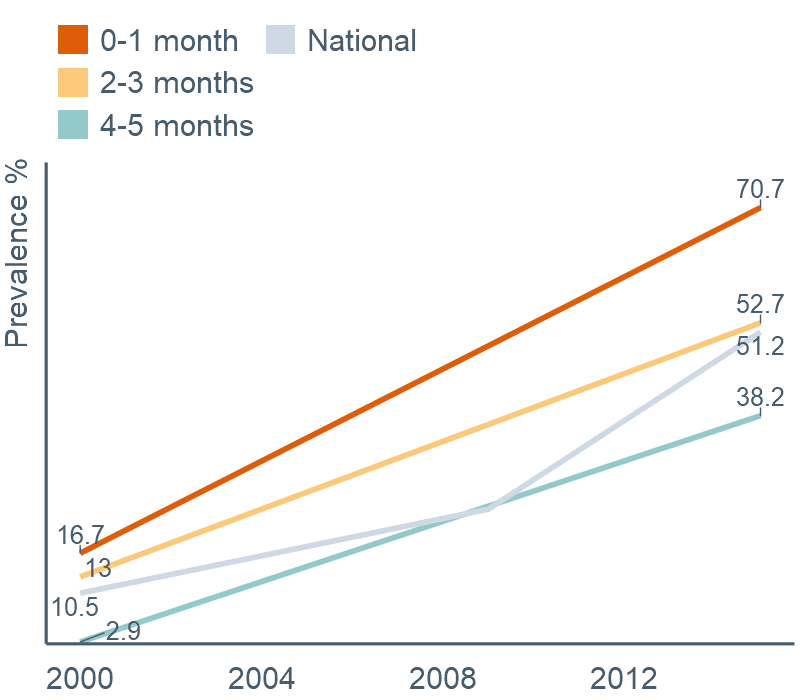 0-1 month
National
2-3 months
4-5 months
Prevalence %
70.7
52.7
51.2
38.2
16.7
13
10.5
2.9
2000 2004 2008 2012